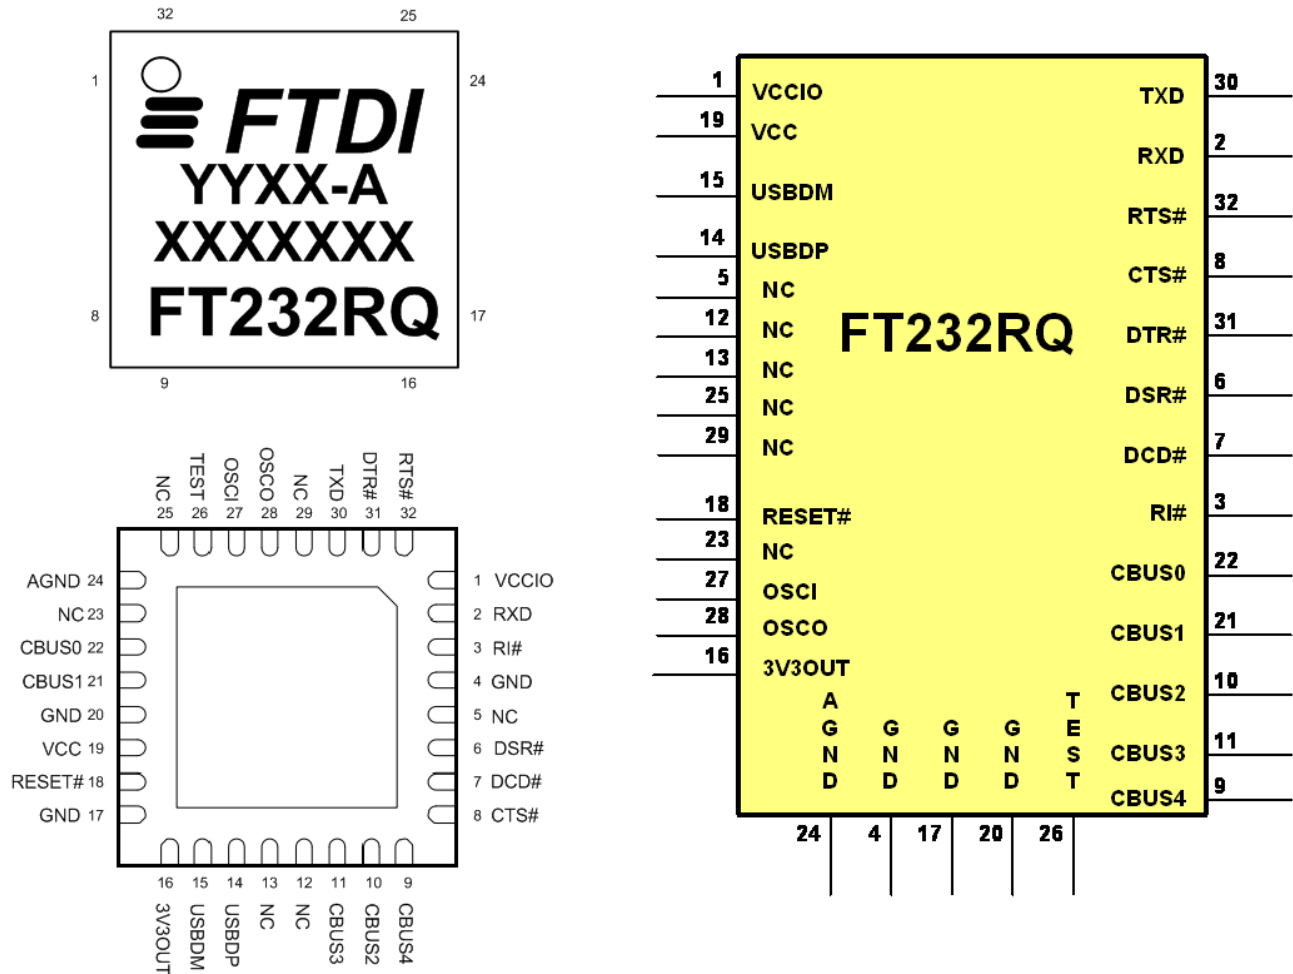 32 25
1 24
FTDI
YYXX-A
XXXXXXX
FT232RQ
8 17
9 16
NC TEST OSCI OSCO NC TXD DTR# RTS#
25 26 27 28 29 30 31 32
AGND 24 1 VCCIO
NC 23 2 RXD
CBUS0 22 3 RI#
CBUS1 21 4 GND
GND 20 5 NC
VCC 19 6 DSR#
RESET# 18 7 DCD#
GND 17 8 CTS#
16 15 14 13 12 11 10 9
3V3OUT USBDM USBDP NC NC CBUS3 CBUS2 CBUS4
FT232RQ
1 VCCIO
19 VCC
15 USBDM
14 USBDP
5 NC
12 NC
13 NC
25 NC
29 NC
18 RESET#
23 NC
27 OSCI
28 OSCO
16 3V3OUT
TXD 30
RXD 2
RTS# 32
CTS# 8
DTR# 31
DSR# 6
DCD# 7
RI# 3
CBUS0 22
CBUS1 21
CBUS2 10
CBUS3 11
CBUS4 9
AGND GND GND GND TEST
24 4 17 20 26